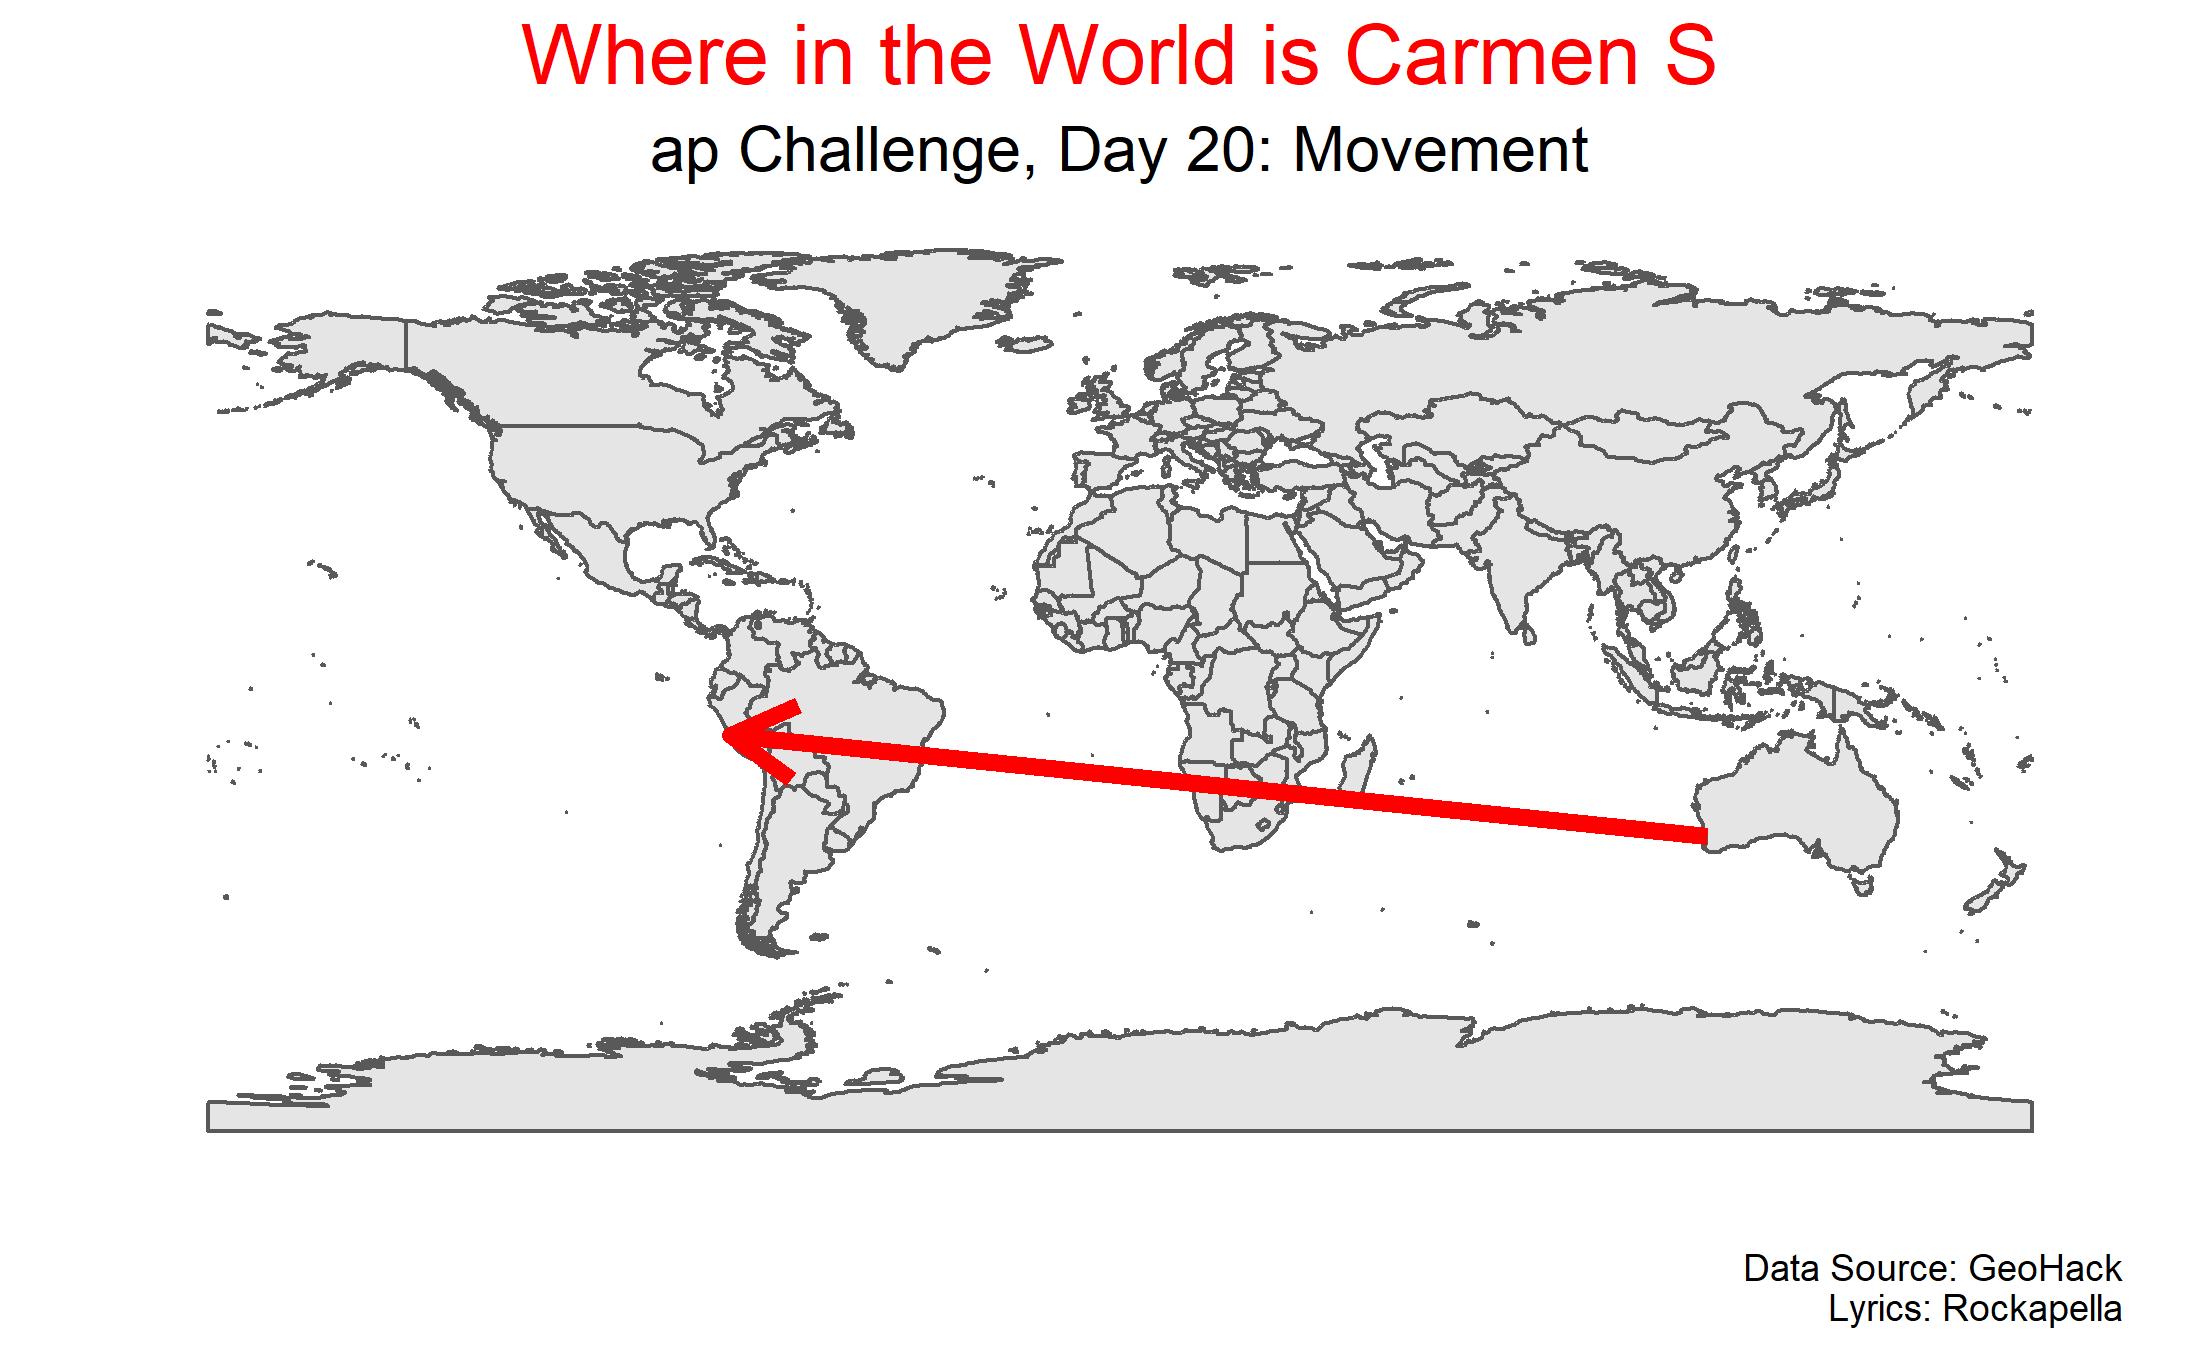 Where in the World is Carmen S
ap Challenge, Day 20: Movement
Data Source: GeoHack
Lyrics: Rockapella